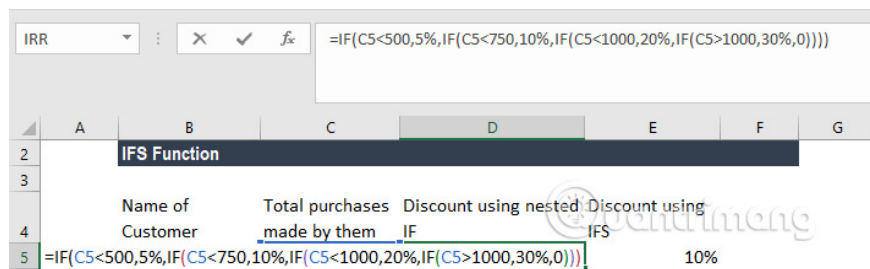 IRR
fx
=IF(C5<500,5%,IF(C5<750,10%,IF(C5<1000,20%,IF(C5>1000,30%,0))))
A B C D E F G
2 IFS Function
3
Name of Total purchases Discount using nested Discount using
4 Customer made by them IF IFS
5 =IF(C5<500,5%,IF(C5<750,10%,IF(C5<1000,20%,IF(C5>1000,30%,0))) 10%
Quantrimang